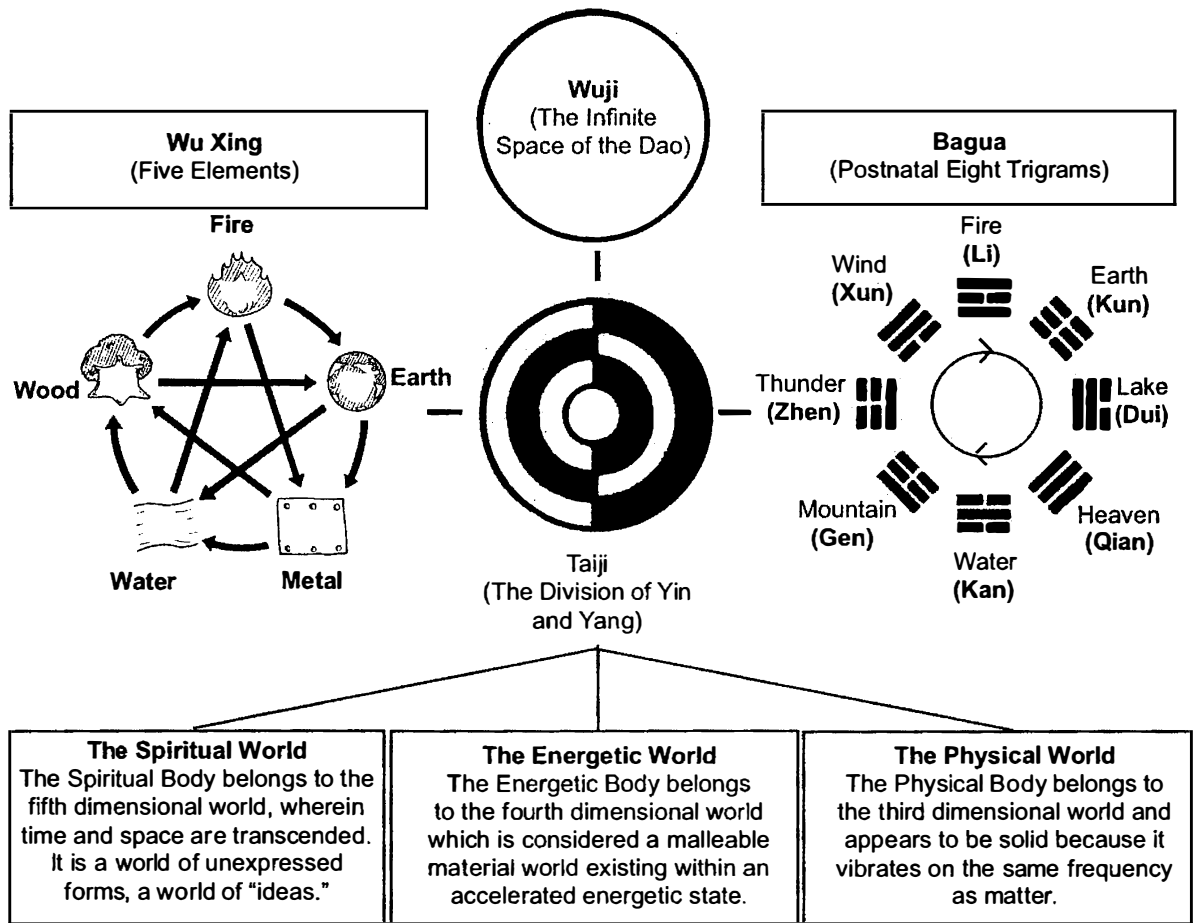 Wuji
(The Infinite
Space of the Dao)
Wu Xing
(Five Elements)
Bagua
(Postnatal Eight Trigrams)
Fire
Wood
Earth
Water
Metal
Taiji
(The Division of Yin
and Yang)
Fire
(Li)
Wind
(Xun)
Earth
(Kun)
Thunder
(Zhen)
Lake
(Dui)
Mountain
(Gen)
Heaven
(Qian)
Water
(Kan)
The Spiritual World
The Spiritual Body belongs to the
fifth dimensional world, wherein
time and space are transcended.
It is a world of unexpressed
forms, a world of “ideas.”
The Energetic World
The Energetic Body belongs
to the fourth dimensional world
which is considered a malleable
material world existing within an
accelerated energetic state.
The Physical World
The Physical Body belongs to
the third dimensional world and
appears to be solid because it
vibrates on the same frequency
as matter.